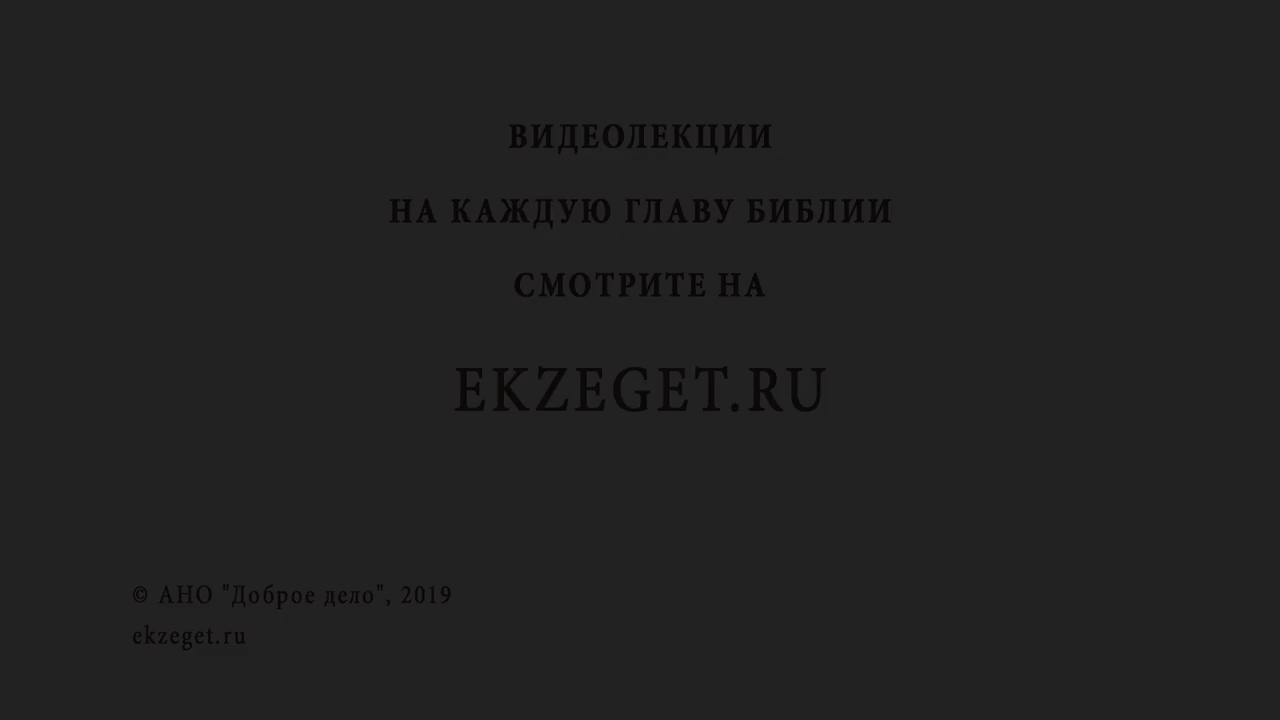 ВИДЕОЛЕКЦИИ
НА КАЖДУЮ ГЛАВУ БИБЛИИ
СМОТРИТЕ НА
EKZEGET.RU
© АНО "Доброе дело", 2019
ekzeget.ru